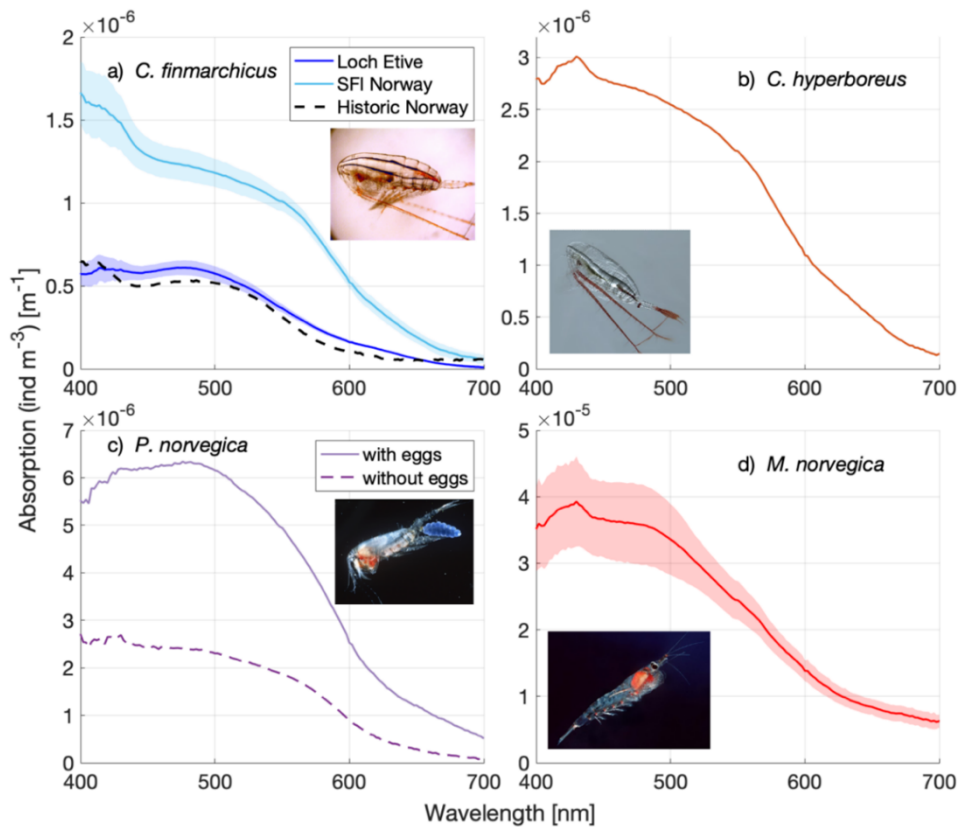 ×10⁻⁶
2
1.5
1
0.5
0
400 500 600 700
a) C. finmarchicus
Loch Etive
SFI Norway
Historic Norway
×10⁻⁶
3
2.5
2
1.5
1
0.5
0
400 500 600 700
b) C. hyperboreus
Absorption (ind m⁻³) [m⁻¹]
×10⁻⁶
7
6
5
4
3
2
1
0
400 500 600 700
c) P. norvegica
with eggs
without eggs
×10⁻⁵
5
4
3
2
1
0
400 500 600 700
d) M. norvegica
Wavelength [nm]